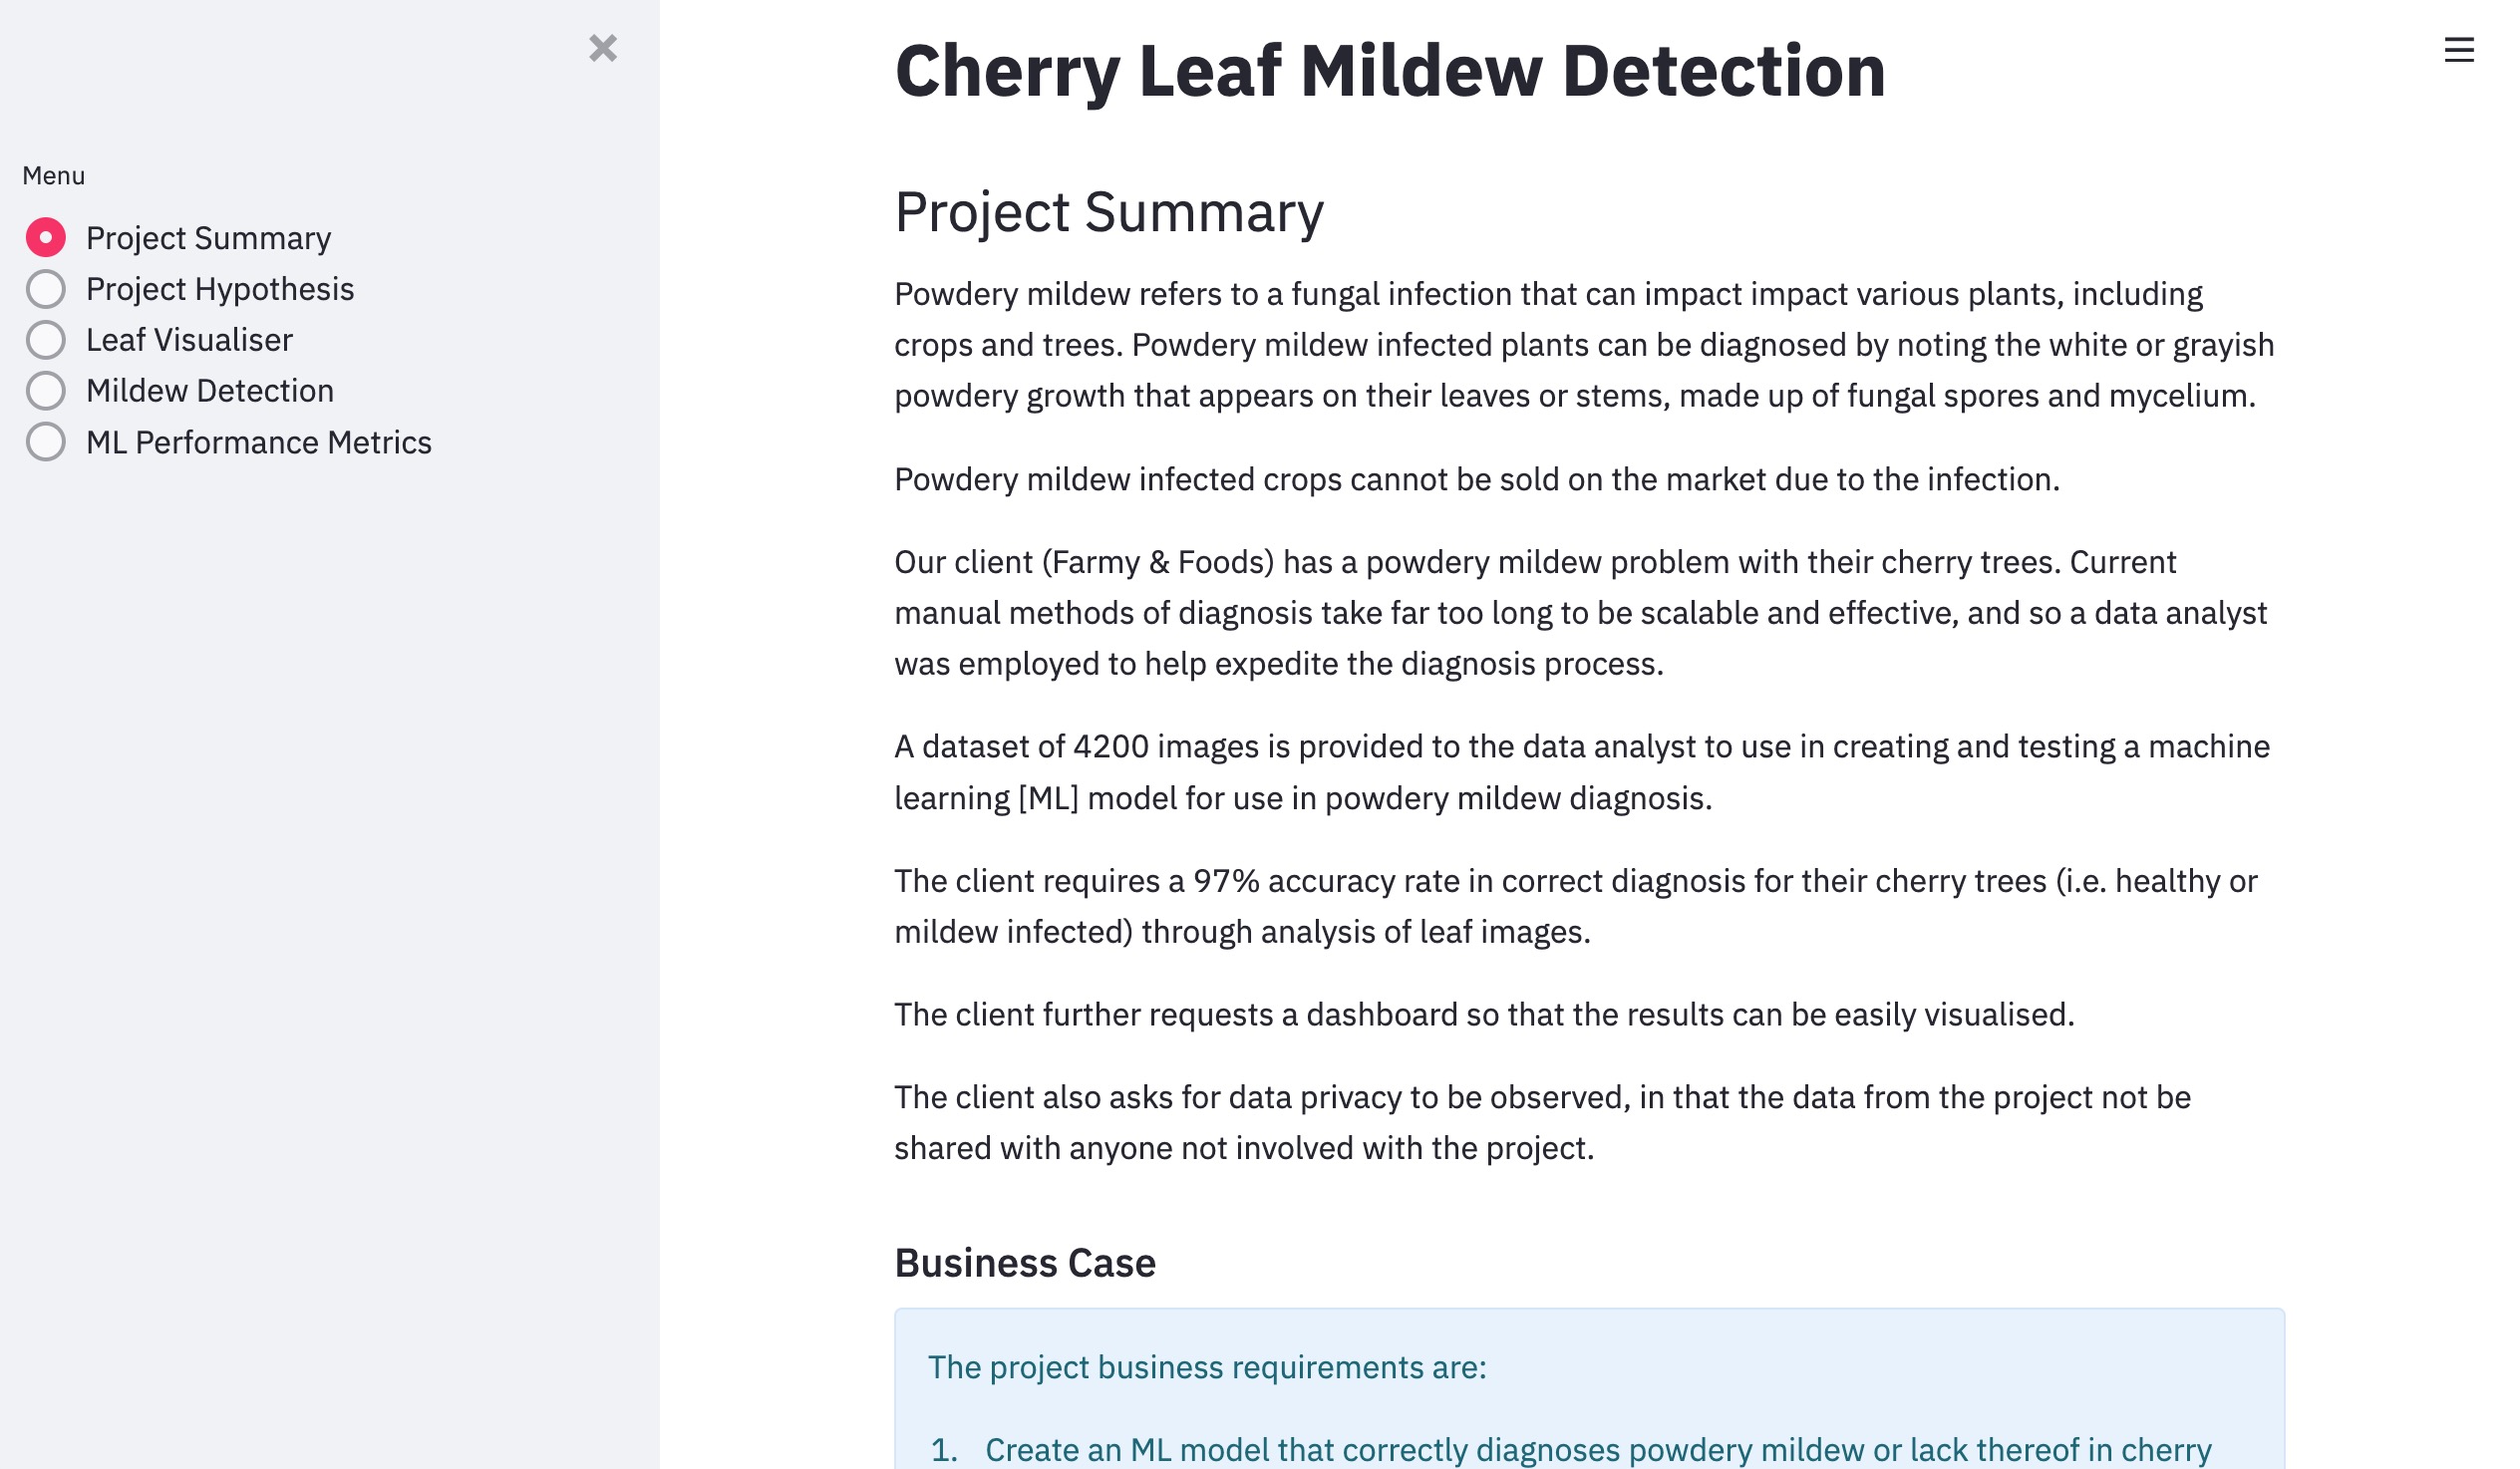 Menu
Project Summary
Project Hypothesis
Leaf Visualiser
Mildew Detection
ML Performance Metrics
Cherry Leaf Mildew Detection
Project Summary
Powdery mildew refers to a fungal infection that can impact impact various plants, including
crops and trees. Powdery mildew infected plants can be diagnosed by noting the white or grayish
powdery growth that appears on their leaves or stems, made up of fungal spores and mycelium.
Powdery mildew infected crops cannot be sold on the market due to the infection.
Our client (Farmy & Foods) has a powdery mildew problem with their cherry trees. Current
manual methods of diagnosis take far too long to be scalable and effective, and so a data analyst
was employed to help expedite the diagnosis process.
A dataset of 4200 images is provided to the data analyst to use in creating and testing a machine
learning [ML] model for use in powdery mildew diagnosis.
The client requires a 97% accuracy rate in correct diagnosis for their cherry trees (i.e. healthy or
mildew infected) through analysis of leaf images.
The client further requests a dashboard so that the results can be easily visualised.
The client also asks for data privacy to be observed, in that the data from the project not be
shared with anyone not involved with the project.
Business Case
The project business requirements are:
1. Create an ML model that correctly diagnoses powdery mildew or lack thereof in cherry